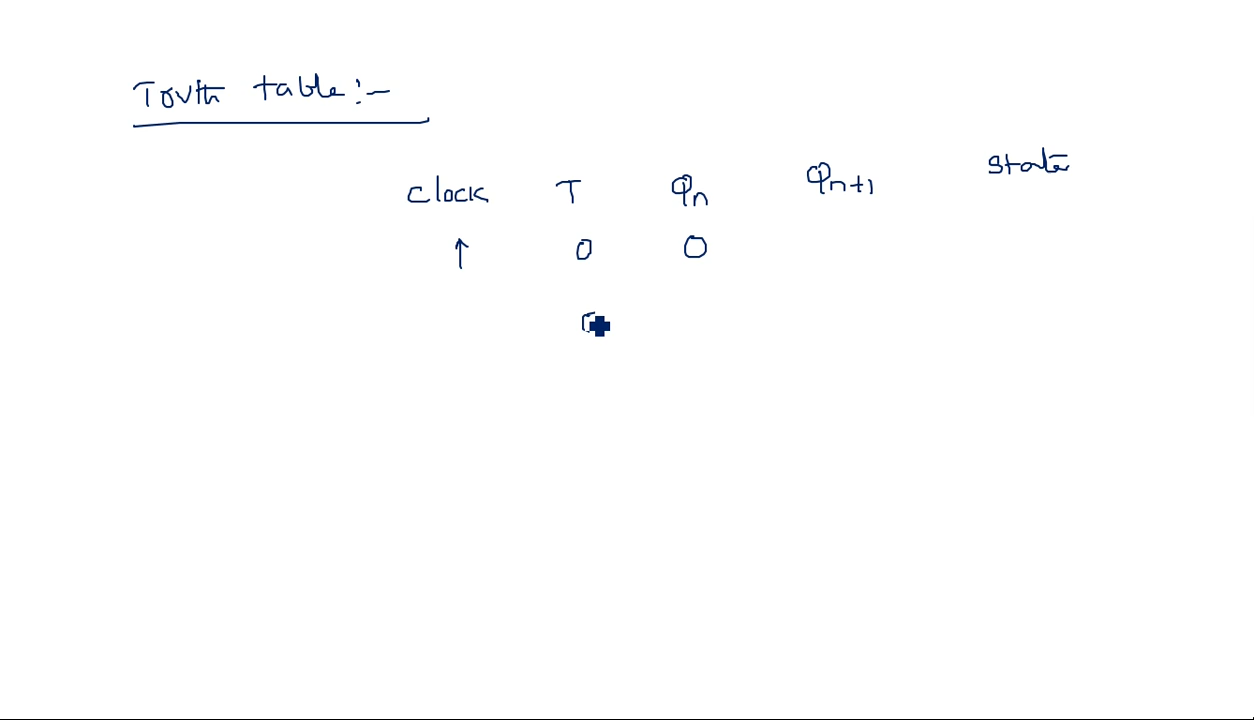 Truth table:-
clock T Qn Qn+1 State
↑ 0 0